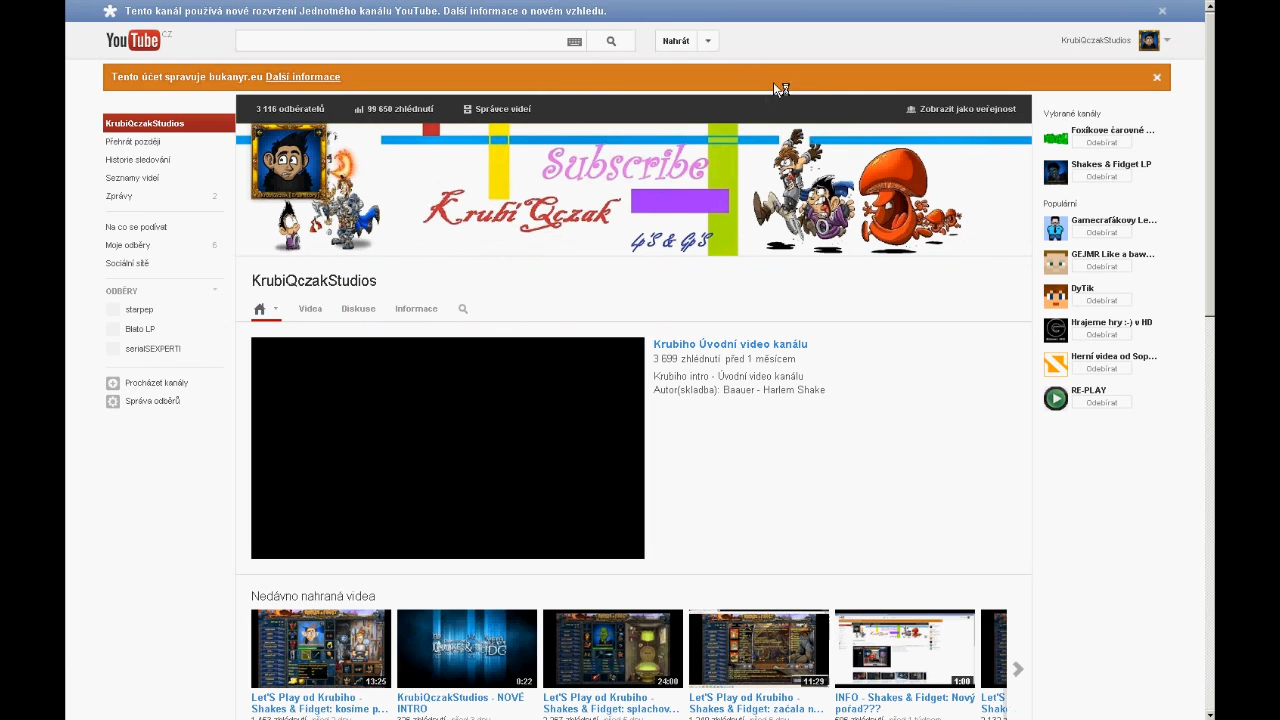 Tento kanál používá nové rozvržení Jednotného kanálu YouTube. Další informace o novém vzhledu.
YouTube CZ
Nahrát
KrubiQczakStudios
Tento účet spravuje bukanyr.eu Další informace
3 116 odběratelů
99 650 zhlédnutí
Správce videí
Zobrazit jako veřejnost
KrubiQczakStudios
Přehrát později
Historie sledování
Seznamy videí
Zprávy 2
Na co se podívat
Moje odběry 6
Sociální sítě
ODBĚRY
starpep
Blato LP
serialSEXPERTI
Procházet kanály
Správa odběrů
Subscribe
KrubiQczak
4'S & G'S
KrubiQczakStudios
Videa
Diskuse
Informace
Krubiho Úvodní video kanálu
3 699 zhlédnutí před 1 měsícem
Krubiho intro - Úvodní video kanálu
Autor(skladba): Baauer - Harlem Shake
Nedávno nahraná videa
13:25
0:22
24:00
11:29
1:00
Let'S Play od Krubiho -
Shakes & Fidget: kosíme p...
KrubiQczakStudios - NOVÉ
INTRO
Let'S Play od Krubiho -
Shakes & Fidget: splachov...
Let'S Play od Krubiho -
Shakes & Fidget: začala n...
INFO - Shakes & Fidget: Nový
pořad???
Let'S
Shake
Vybrané kanály
Foxíkove čarovné ...
Odebírat
Shakes & Fidget LP
Odebírat
Populární
Gamecrafákovy Le...
Odebírat
GEJMR Like a baw...
Odebírat
DyTik
Odebírat
Hrajeme hry :-) v HD
Odebírat
Herní videa od Sop...
Odebírat
RE-PLAY
Odebírat